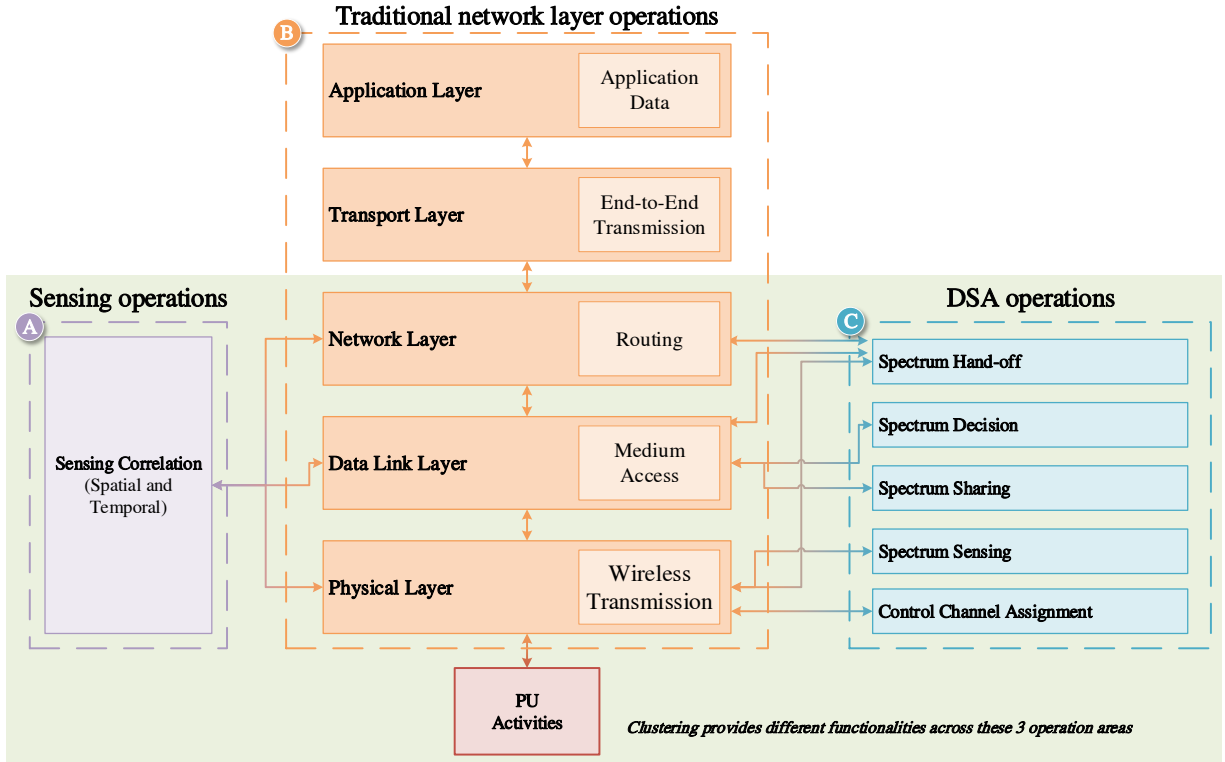 Traditional network layer operations
B
Application Layer
Application
Data
Transport Layer
End-to-End
Transmission
Sensing operations
A
Sensing Correlation
(Spatial and
Temporal)
Network Layer
Routing
Data Link Layer
Medium
Access
Physical Layer
Wireless
Transmission
DSA operations
C
Spectrum Hand-off
Spectrum Decision
Spectrum Sharing
Spectrum Sensing
Control Channel Assignment
PU
Activities
Clustering provides different functionalities across these 3 operation areas